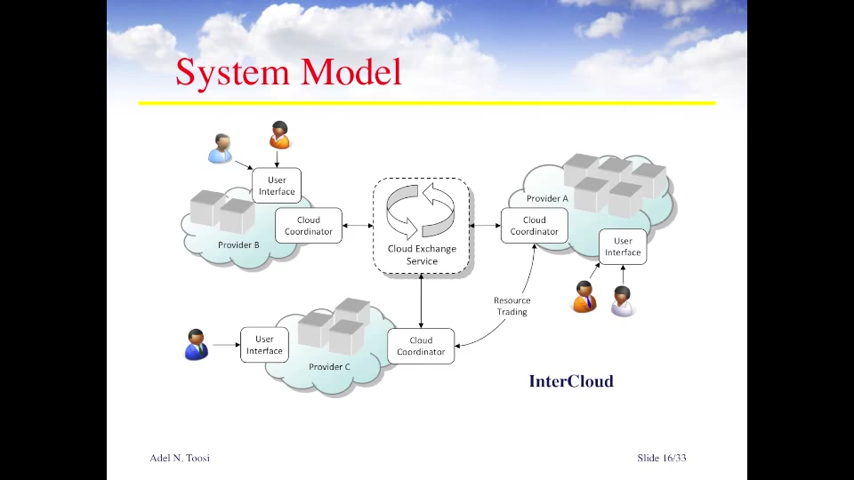 System Model
User
Interface
Cloud
Coordinator
Provider B
Cloud Exchange
Service
Provider A
Cloud
Coordinator
User
Interface
Resource
Trading
User
Interface
Provider C
Cloud
Coordinator
InterCloud
Adel N. Toosi
Slide 16/33